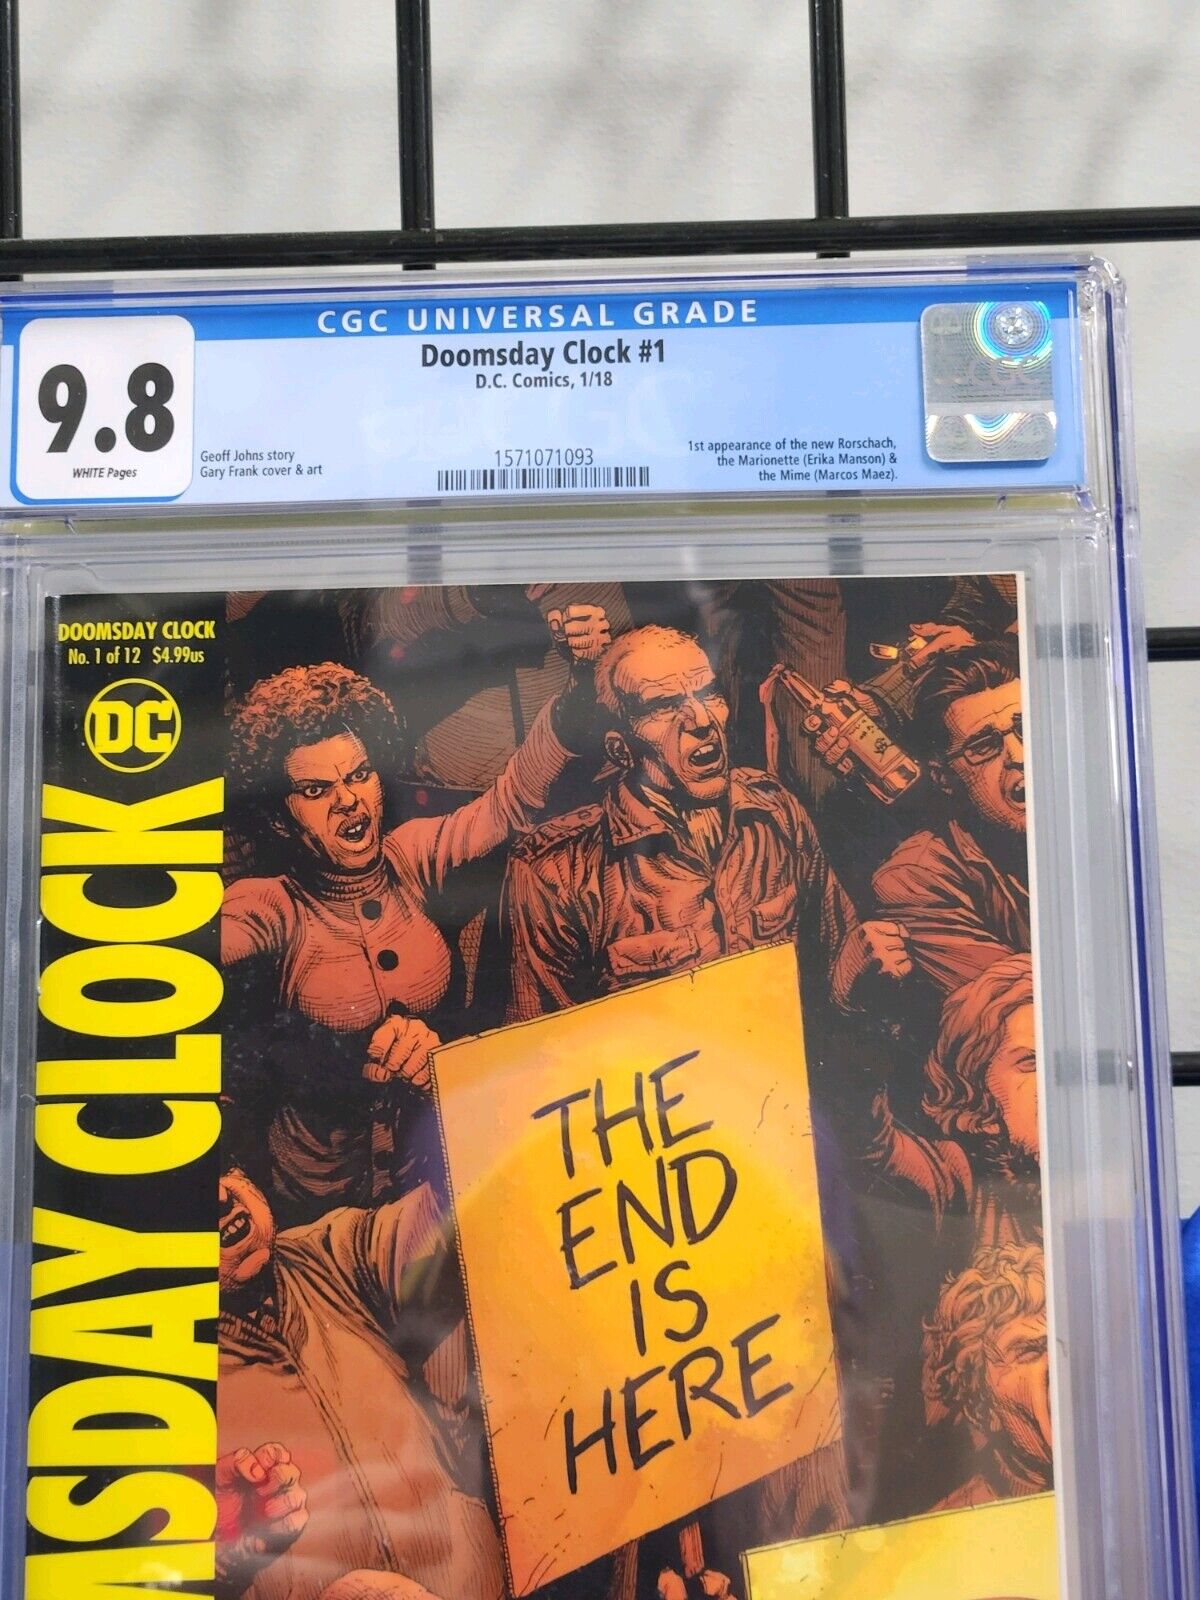 CGC UNIVERSAL GRADE
9.8
WHITE Pages
Doomsday Clock #1
D.C. Comics, 1/18
Geoff Johns story
Gary Frank cover & art
1571071093
1st appearance of the new Rorschach,
the Marionette (Erika Manson) &
the Mime (Marcos Maez).
CGC
DOOMSDAY CLOCK
No. 1 of 12 $4.99us
DC
MSDAY CLOCK
THE
END
IS
HERE